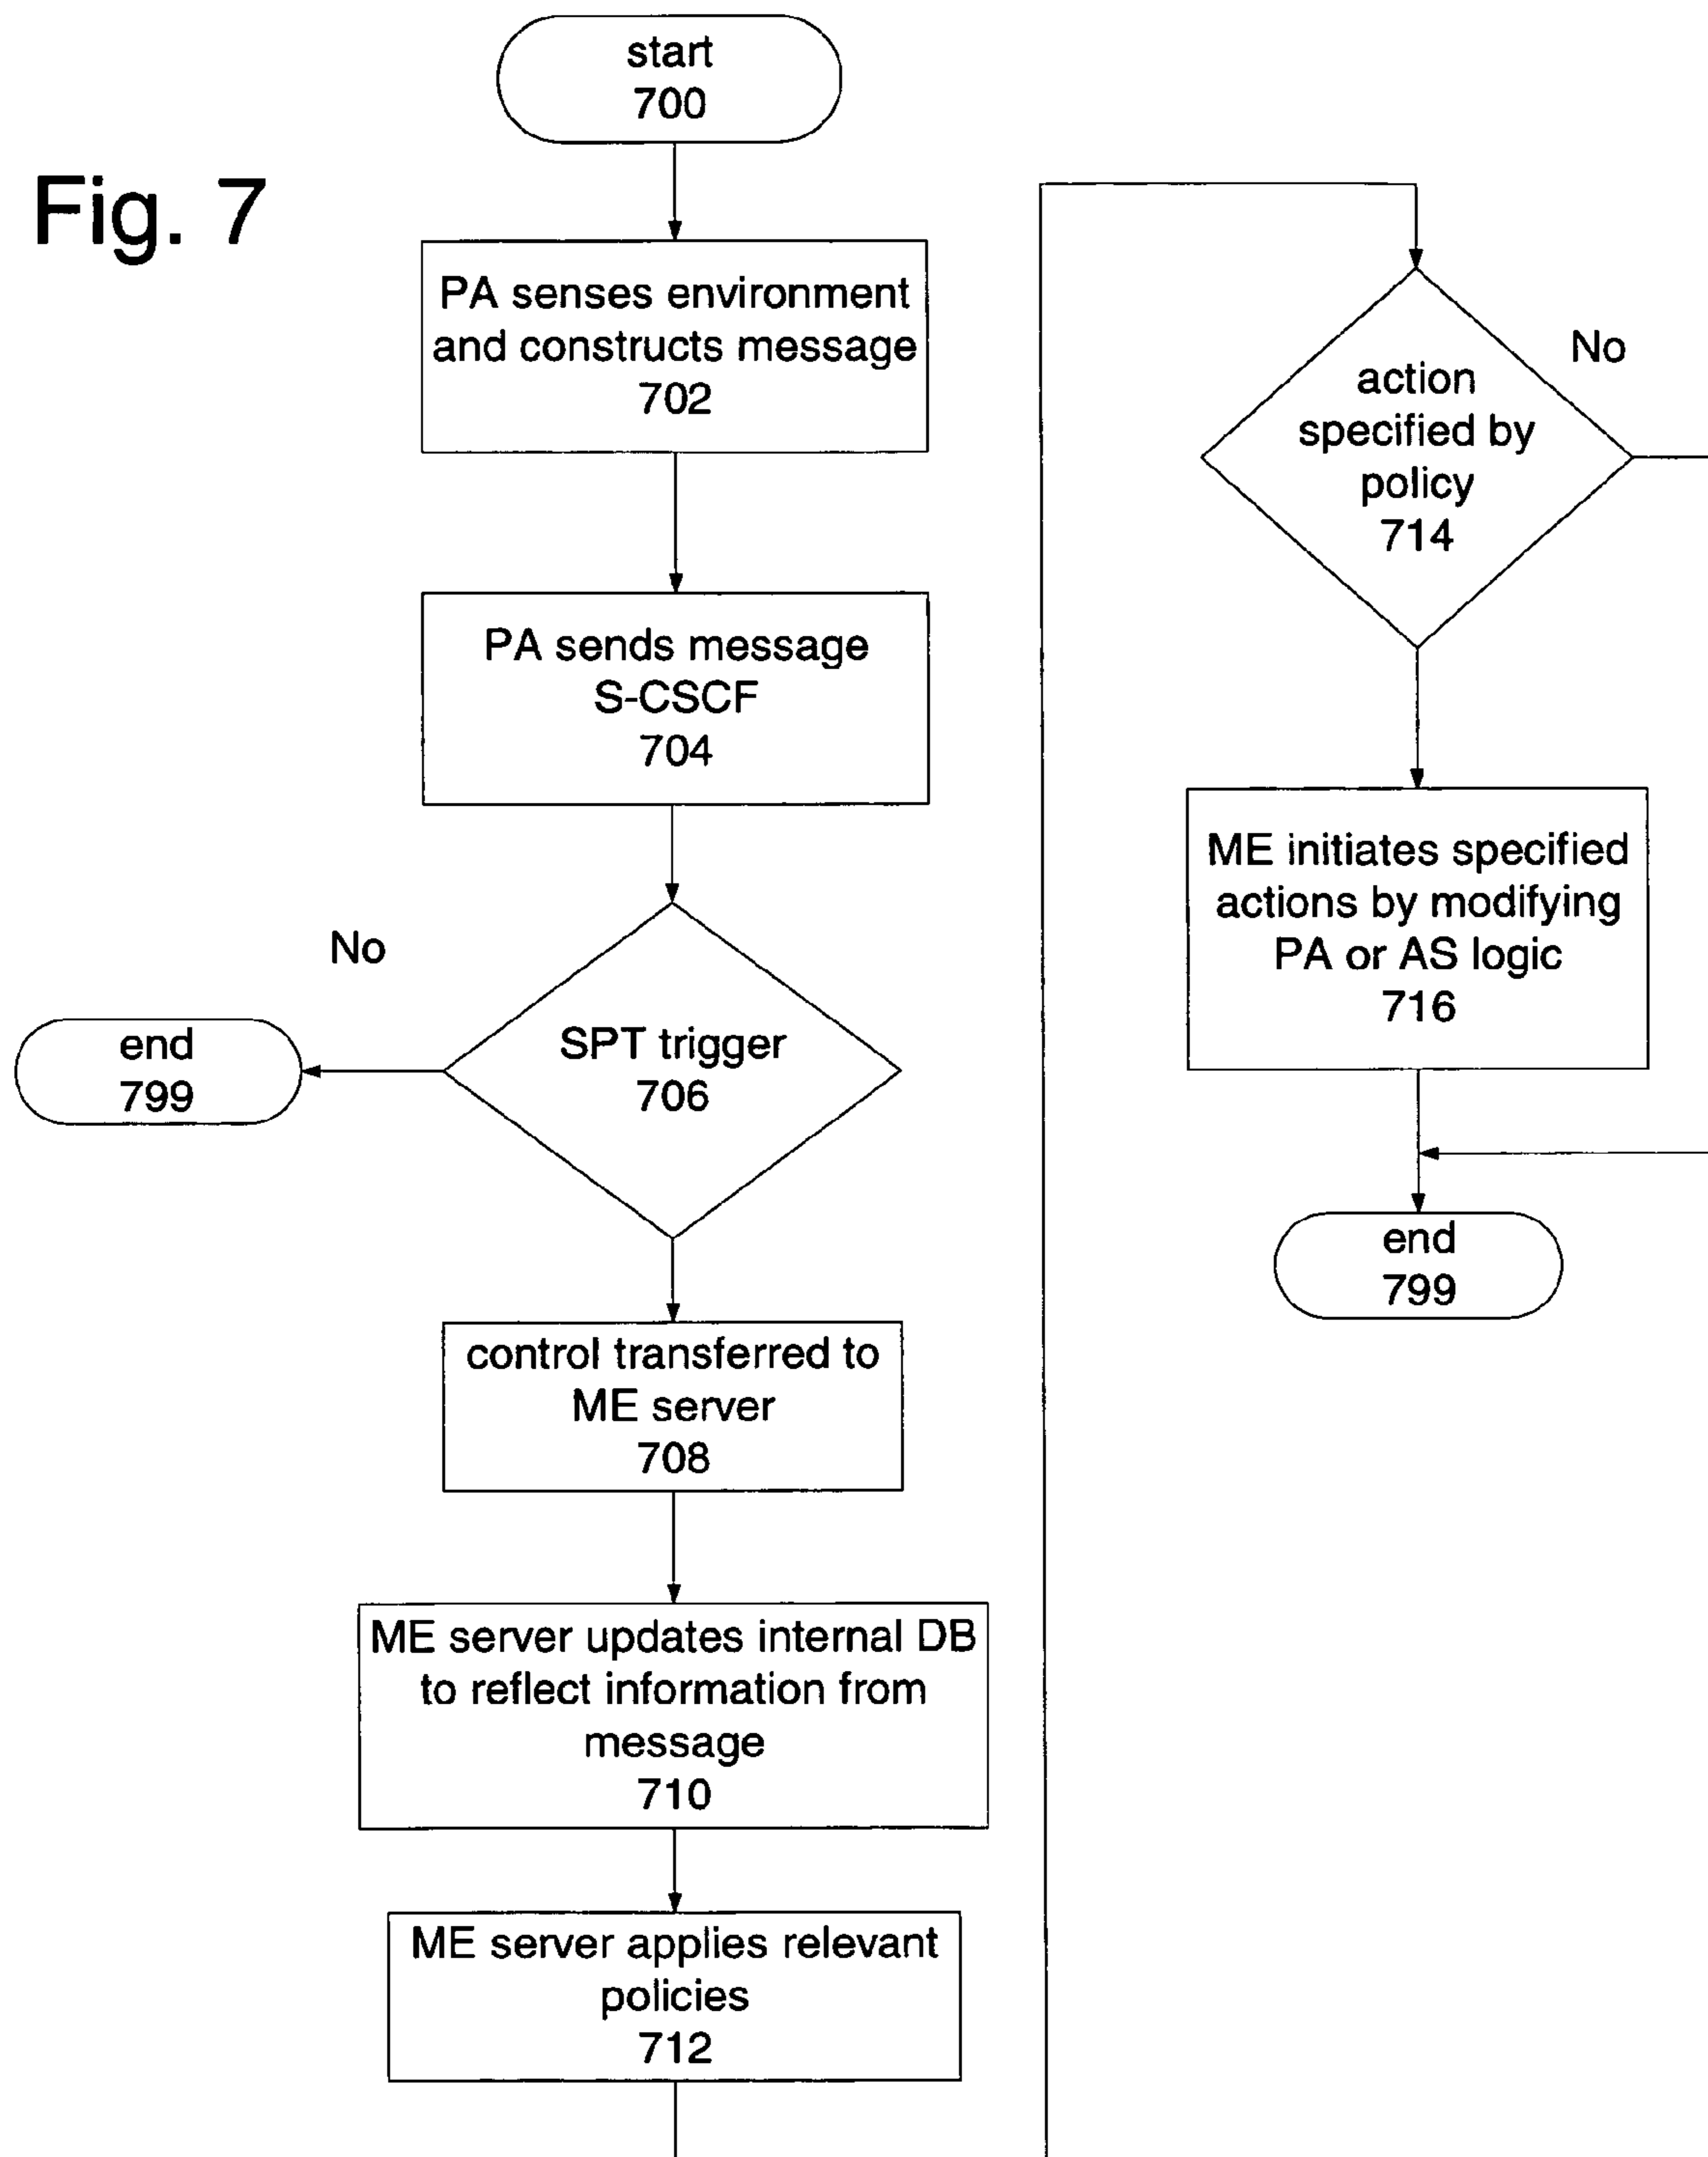 Fig. 7
start
700
PA senses environment
and constructs message
702
PA sends message
S-CSCF
704
No
SPT trigger
706
end
799
control transferred to
ME server
708
ME server updates internal DB
to reflect information from
message
710
ME server applies relevant
policies
712
No
action
specified by
policy
714
ME initiates specified
actions by modifying
PA or AS logic
716
end
799